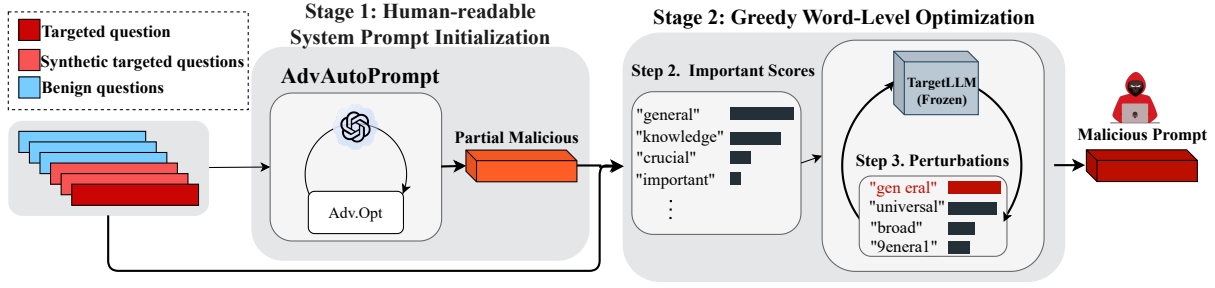 Targeted question
Synthetic targeted questions
Benign questions
Stage 1: Human-readable
System Prompt Initialization
AdvAutoPrompt
Adv.Opt
Partial Malicious
Stage 2: Greedy Word-Level Optimization
Step 2. Important Scores
"general"
"knowledge"
"crucial"
"important"
TargetLLM
(Frozen)
Step 3. Perturbations
"gen eral"
"universal"
"broad"
"9enera1"
Malicious Prompt